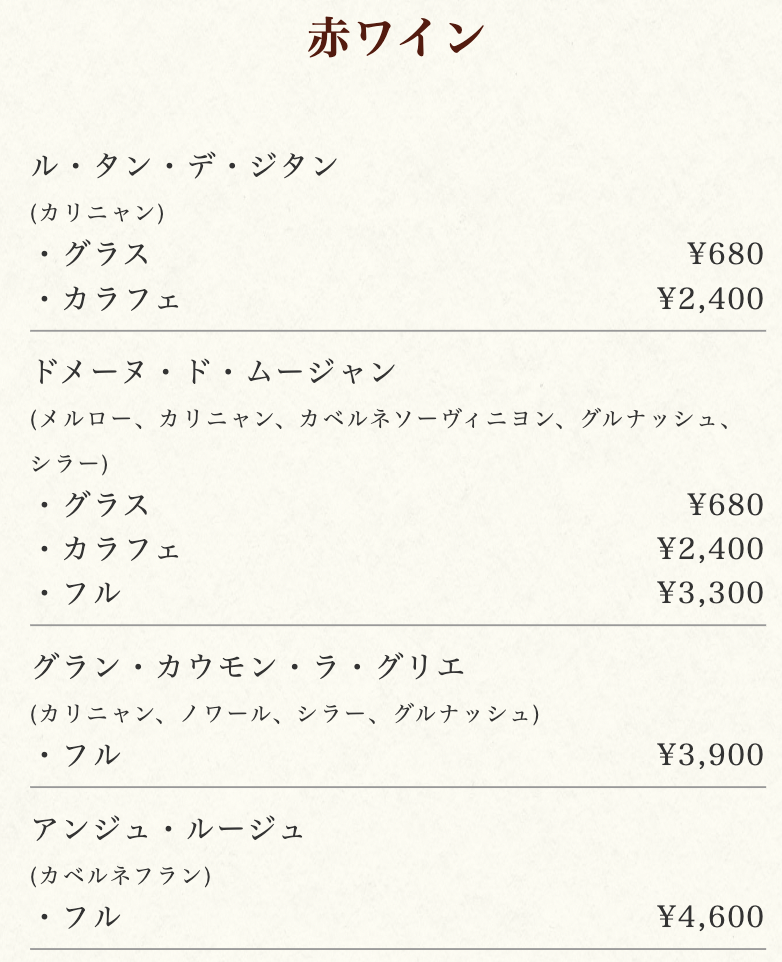 赤ワイン
ル・タン・デ・ジタン
(カリニャン)
・グラス ¥680
・カラフェ ¥2,400
ドメーヌ・ド・ムージャン
(メルロー、カリニャン、カベルネソーヴィニヨン、グルナッシュ、
シラー)
・グラス ¥680
・カラフェ ¥2,400
・フル ¥3,300
グラン・カウモン・ラ・グリエ
(カリニャン、ノワール、シラー、グルナッシュ)
・フル ¥3,900
アンジュ・ルージュ
(カベルネフラン)
・フル ¥4,600